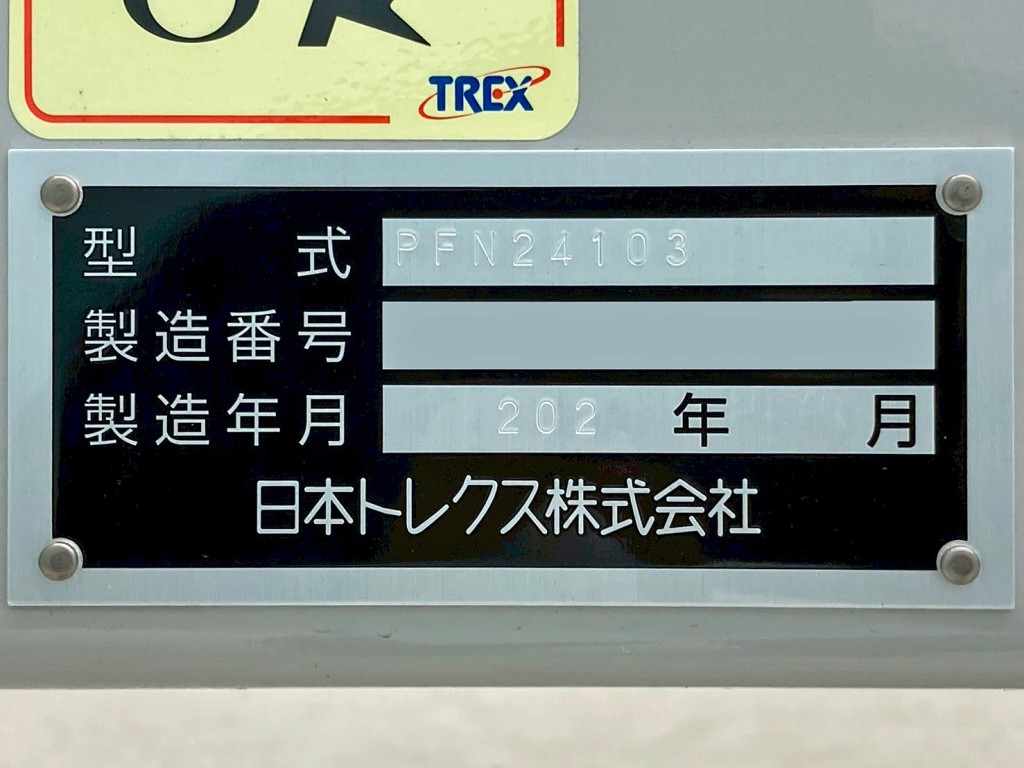 TREX
型式 PFN24103
製造番号
製造年月 202 年 月
日本トレクス株式会社